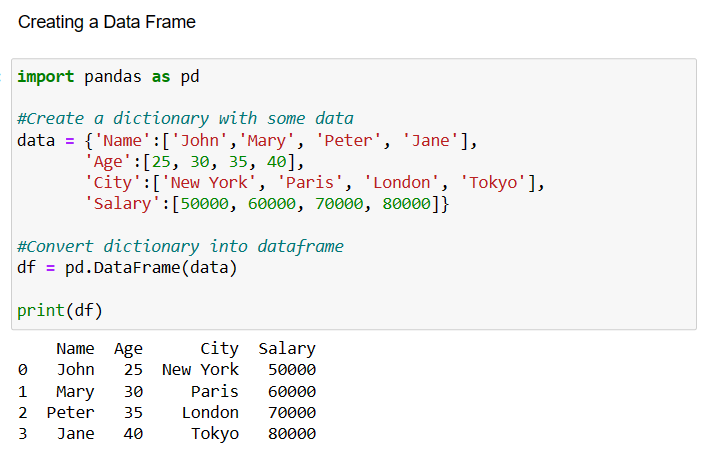 Creating a Data Frame
import pandas as pd
#Create a dictionary with some data
data = {'Name':['John','Mary', 'Peter', 'Jane'],
'Age':[25, 30, 35, 40],
'City':['New York', 'Paris', 'London', 'Tokyo'],
'Salary':[50000, 60000, 70000, 80000]}
#Convert dictionary into dataframe
df = pd.DataFrame(data)
print(df)
Name Age City Salary
0 John 25 New York 50000
1 Mary 30 Paris 60000
2 Peter 35 London 70000
3 Jane 40 Tokyo 80000